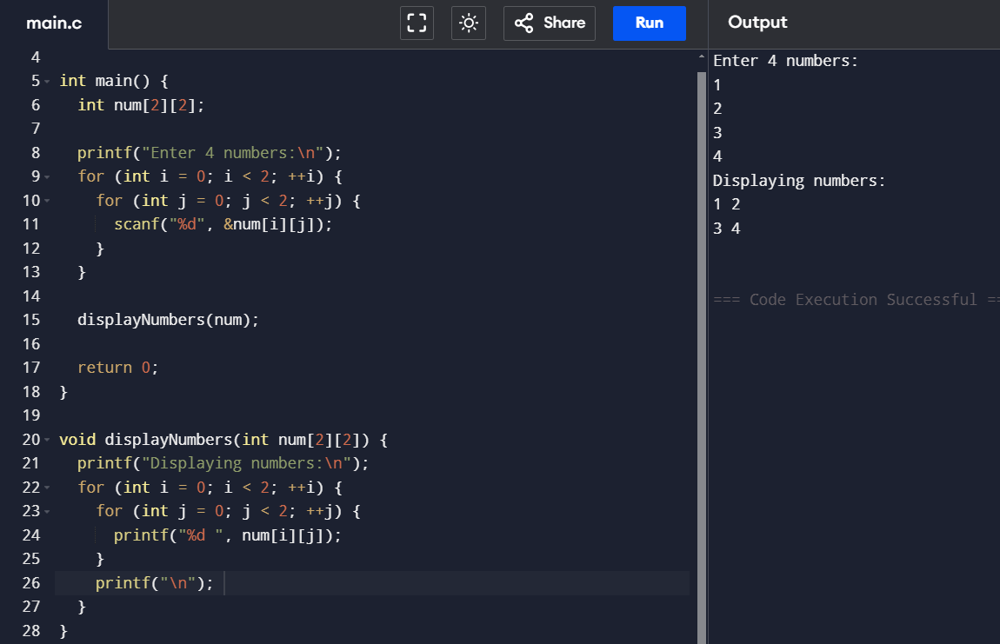 main.c Share Run Output
4
5 int main() {
6 int num[2][2];
7
8 printf("Enter 4 numbers:\n");
9 for (int i = 0; i < 2; ++i) {
10 for (int j = 0; j < 2; ++j) {
11 scanf("%d", &num[i][j]);
12 }
13 }
14
15 displayNumbers(num);
16
17 return 0;
18 }
19
20 void displayNumbers(int num[2][2]) {
21 printf("Displaying numbers:\n");
22 for (int i = 0; i < 2; ++i) {
23 for (int j = 0; j < 2; ++j) {
24 printf("%d ", num[i][j]);
25 }
26 printf("\n");
27 }
28 }
Enter 4 numbers:
1
2
3
4
Displaying numbers:
1 2
3 4
=== Code Execution Successful ==